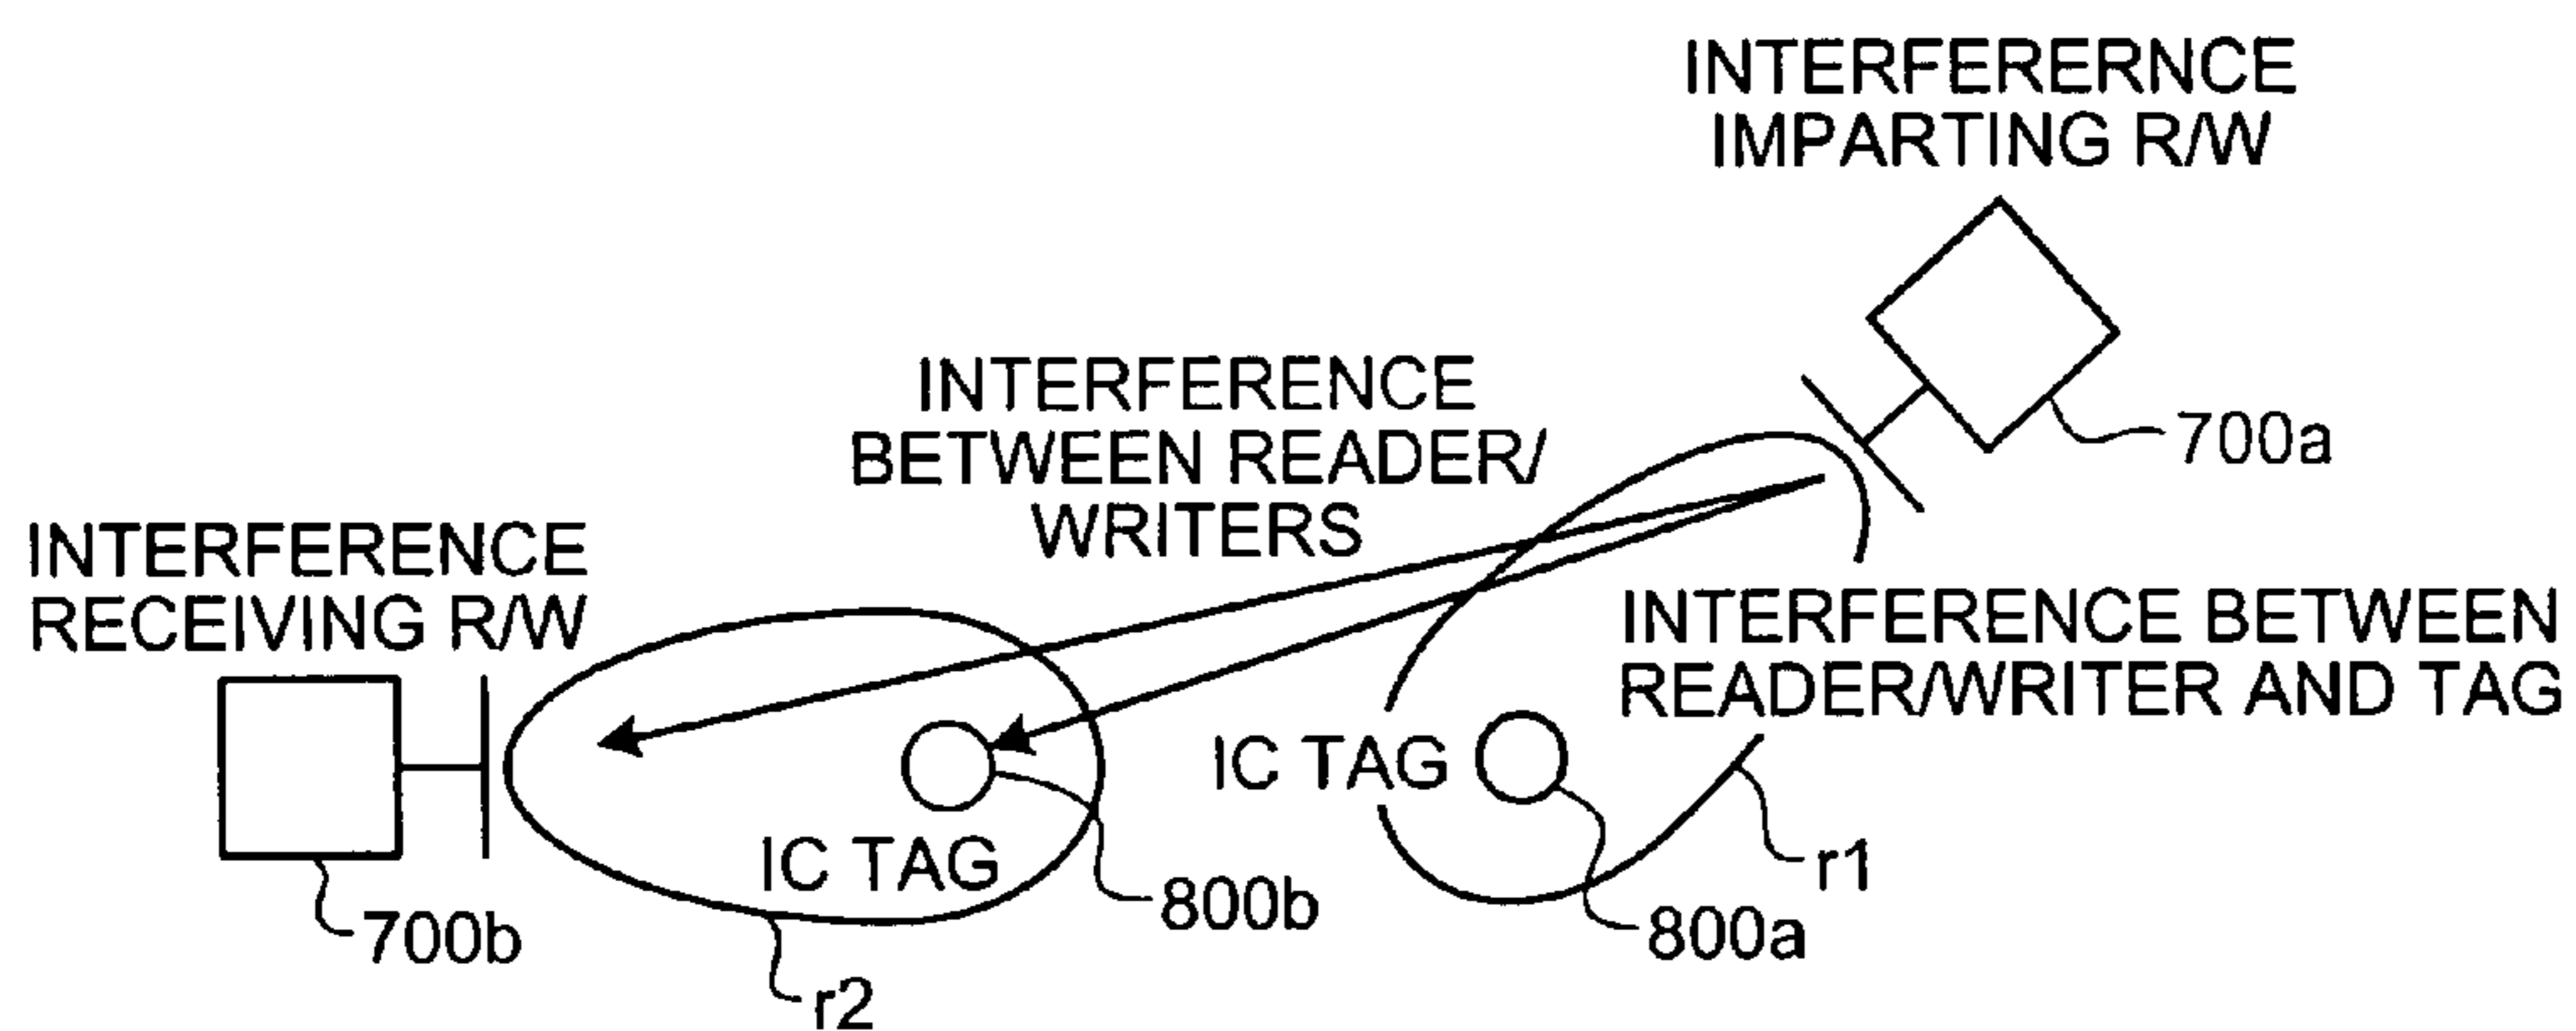 INTERFERERNCE
IMPARTING R/W
700a
INTERFERENCE
BETWEEN READER/
WRITERS
INTERFERENCE
RECEIVING R/W
INTERFERENCE BETWEEN
READER/WRITER AND TAG
IC TAG
IC TAG
r1
800b
800a
700b
r2